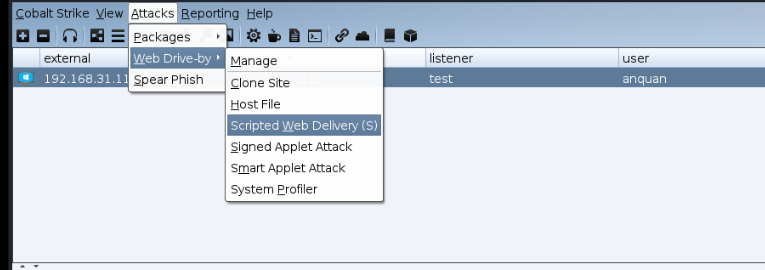 Cobalt Strike View Attacks Reporting Help
Packages
external listener user
Web Drive-by Manage
192.168.31.11 test anquan
Spear Phish
Clone Site
Host File
Scripted Web Delivery (S)
Signed Applet Attack
Smart Applet Attack
System Profiler